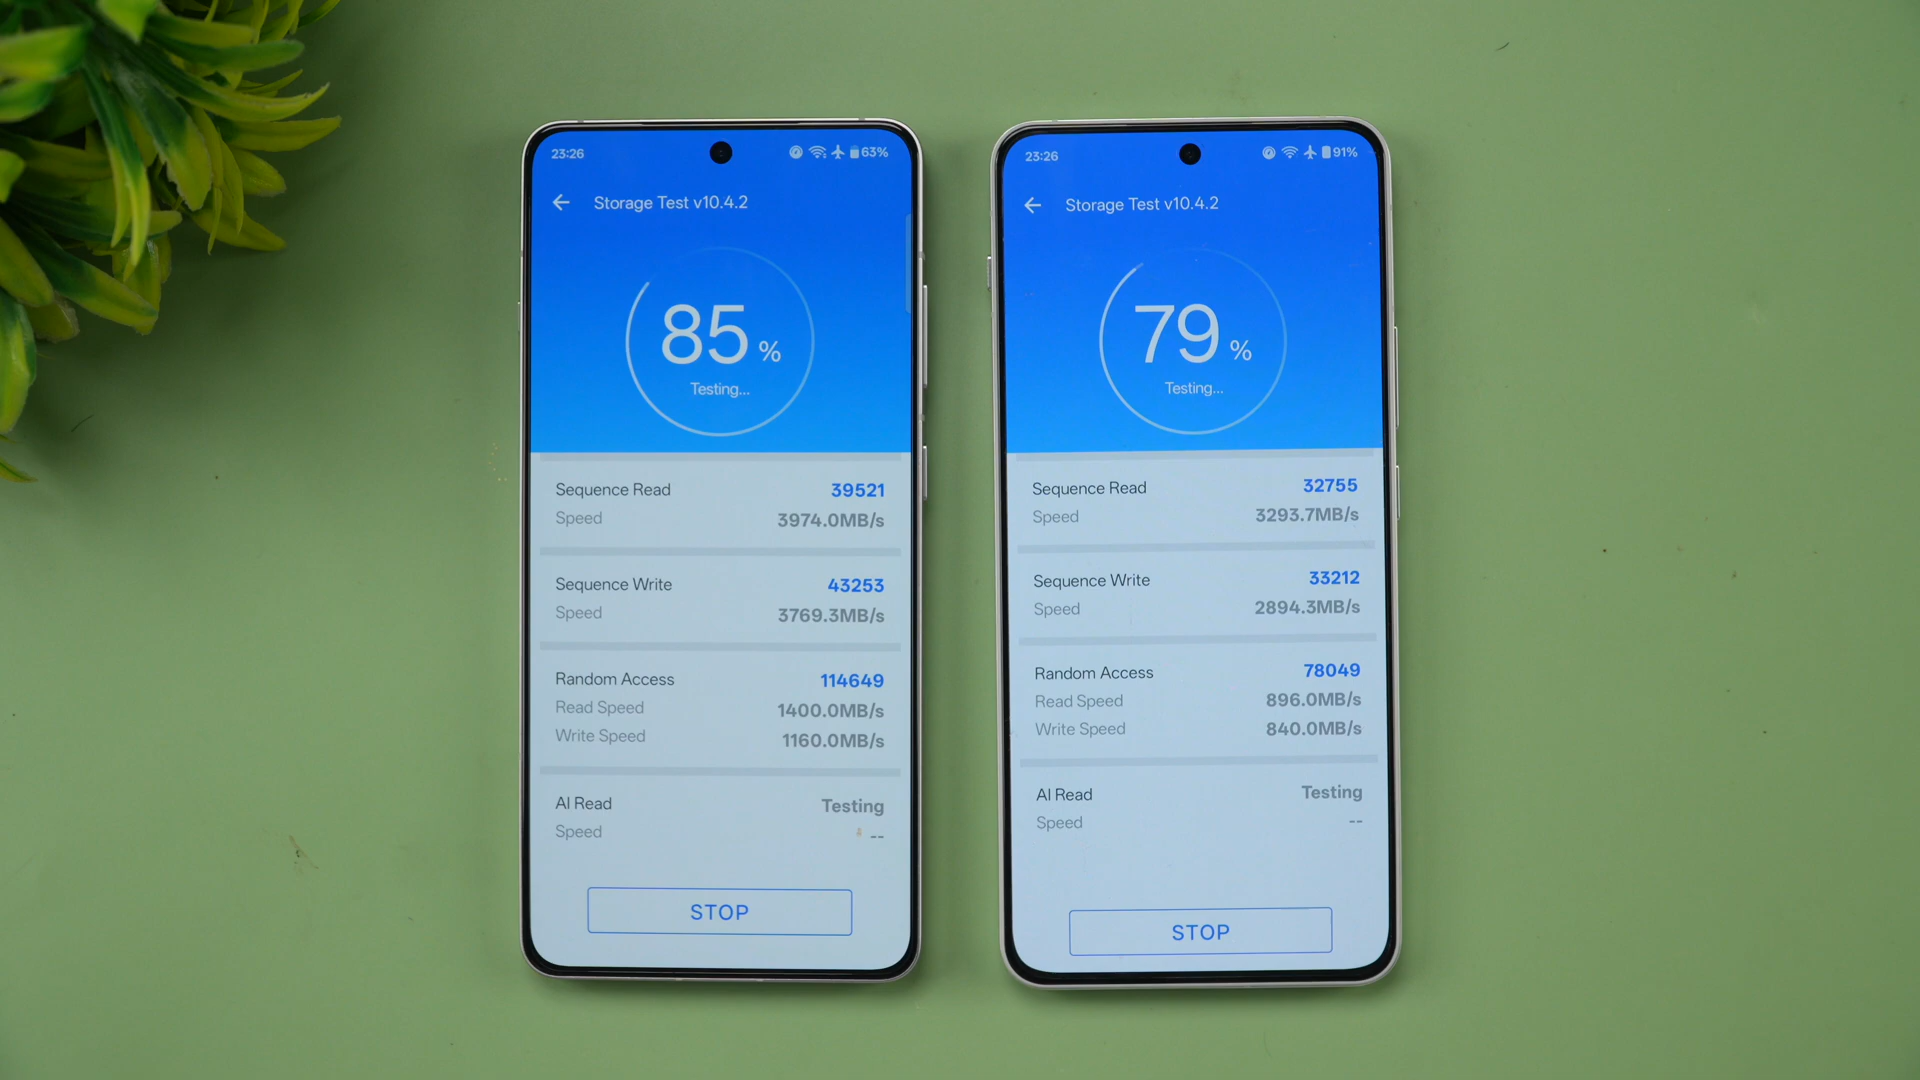 23:26
63%
Storage Test v10.4.2
85 %
Testing...
Sequence Read 39521
Speed 3974.0MB/s
Sequence Write 43253
Speed 3769.3MB/s
Random Access 114649
Read Speed 1400.0MB/s
Write Speed 1160.0MB/s
AI Read Testing
Speed --
STOP
23:26
91%
Storage Test v10.4.2
79 %
Testing...
Sequence Read 32755
Speed 3293.7MB/s
Sequence Write 33212
Speed 2894.3MB/s
Random Access 78049
Read Speed 896.0MB/s
Write Speed 840.0MB/s
AI Read Testing
Speed --
STOP